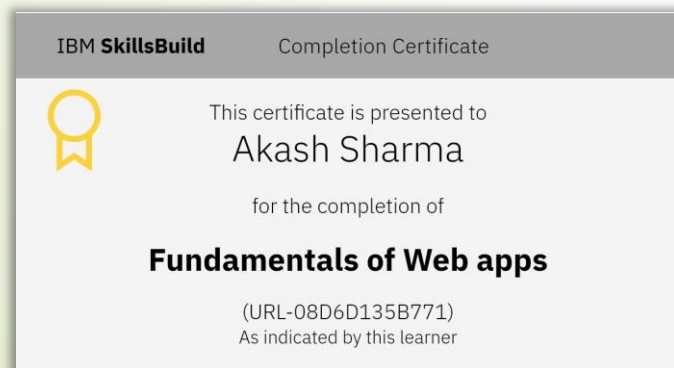 IBM SkillsBuild Completion Certificate
This certificate is presented to
Akash Sharma
for the completion of
Fundamentals of Web apps
(URL-08D6D135B771)
As indicated by this learner